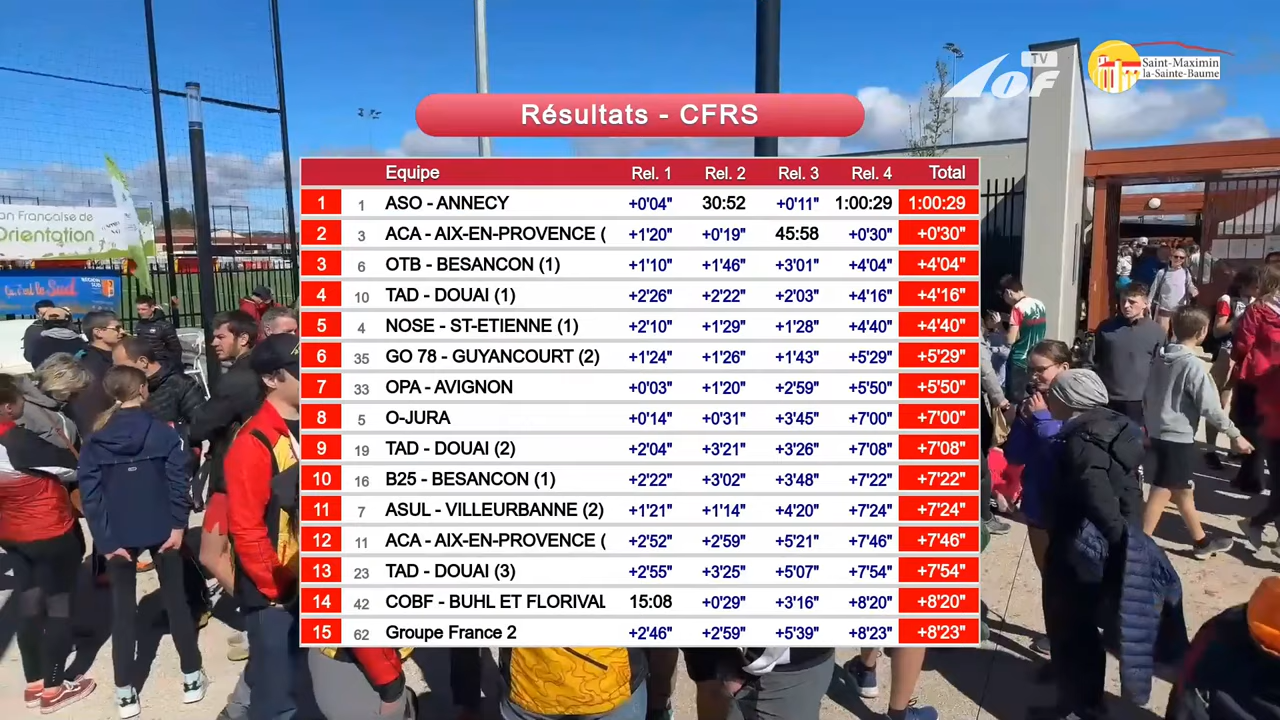 TV
AOF
Saint-Maximin
la-Sainte-Baume
Résultats - CFRS
Equipe Rel. 1 Rel. 2 Rel. 3 Rel. 4 Total
1 1 ASO - ANNECY +0'04" 30:52 +0'11" 1:00:29 1:00:29
2 3 ACA - AIX-EN-PROVENCE ( +1'20" +0'19" 45:58 +0'30" +0'30"
3 6 OTB - BESANCON (1) +1'10" +1'46" +3'01" +4'04" +4'04"
4 10 TAD - DOUAI (1) +2'26" +2'22" +2'03" +4'16" +4'16"
5 4 NOSE - ST-ETIENNE (1) +2'10" +1'29" +1'28" +4'40" +4'40"
6 35 GO 78 - GUYANCOURT (2) +1'24" +1'26" +1'43" +5'29" +5'29"
7 33 OPA - AVIGNON +0'03" +1'20" +2'59" +5'50" +5'50"
8 5 O-JURA +0'14" +0'31" +3'45" +7'00" +7'00"
9 19 TAD - DOUAI (2) +2'04" +3'21" +3'26" +7'08" +7'08"
10 16 B25 - BESANCON (1) +2'22" +3'02" +3'48" +7'22" +7'22"
11 7 ASUL - VILLEURBANNE (2) +1'21" +1'14" +4'20" +7'24" +7'24"
12 11 ACA - AIX-EN-PROVENCE ( +2'52" +2'59" +5'21" +7'46" +7'46"
13 23 TAD - DOUAI (3) +2'55" +3'25" +5'07" +7'54" +7'54"
14 42 COBF - BUHL ET FLORIVAL 15:08 +0'29" +3'16" +8'20" +8'20"
15 62 Groupe France 2 +2'46" +2'59" +5'39" +8'23" +8'23"
on Française de
Orientation
le Sud